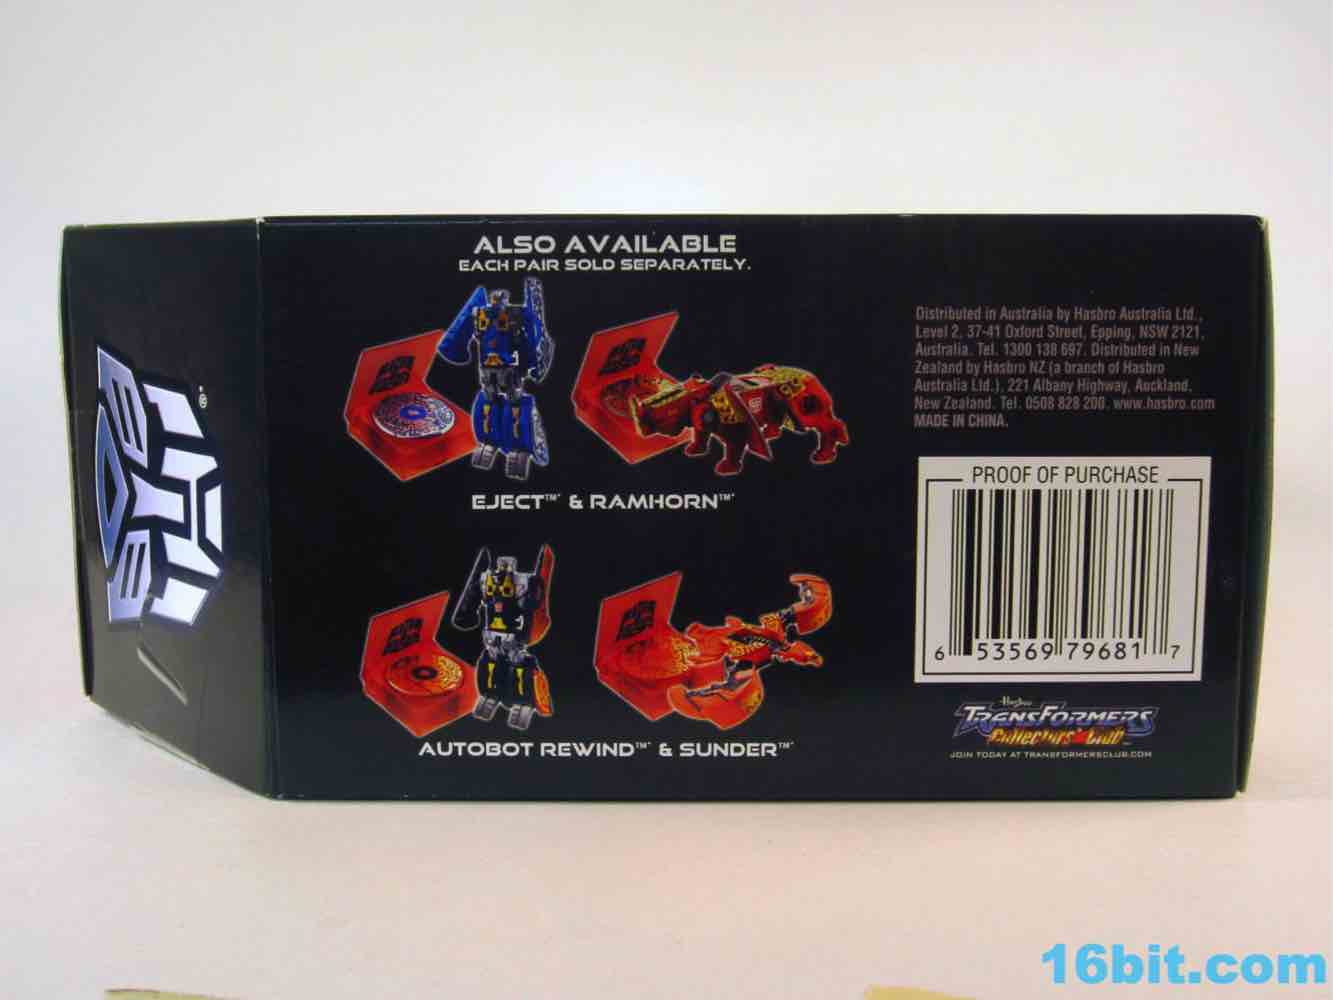 ALSO AVAILABLE
EACH PAIR SOLD SEPARATELY.
EJECT™* & RAMHORN™*
AUTOBOT REWIND™* & SUNDER™*
®
Distributed in Australia by Hasbro Australia Ltd.,
Level 2, 37-41 Oxford Street, Epping, NSW 2121,
Australia. Tel. 1300 138 697. Distributed in New
Zealand by Hasbro NZ (a branch of Hasbro
Australia Ltd.), 221 Albany Highway, Auckland,
New Zealand. Tel. 0508 828 200. www.hasbro.com
MADE IN CHINA.
PROOF OF PURCHASE
6 53569 79681 7
Hasbro
TRANSFORMERS
Collectors' Club™
JOIN TODAY AT TRANSFORMERSCLUB.COM
16bit.com